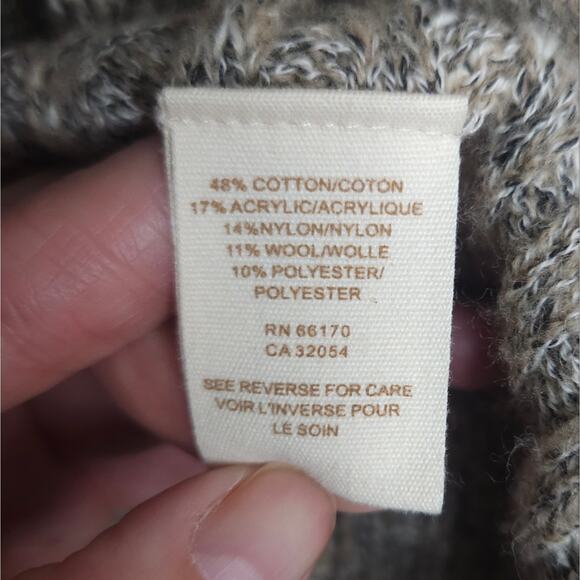 48% COTTON/COTON
17% ACRYLIC/ACRYLIQUE
14%NYLON/NYLON
11% WOOL/WOLLE
10% POLYESTER/
POLYESTER
RN 66170
CA 32054
SEE REVERSE FOR CARE
VOIR L'INVERSE POUR
LE SOIN